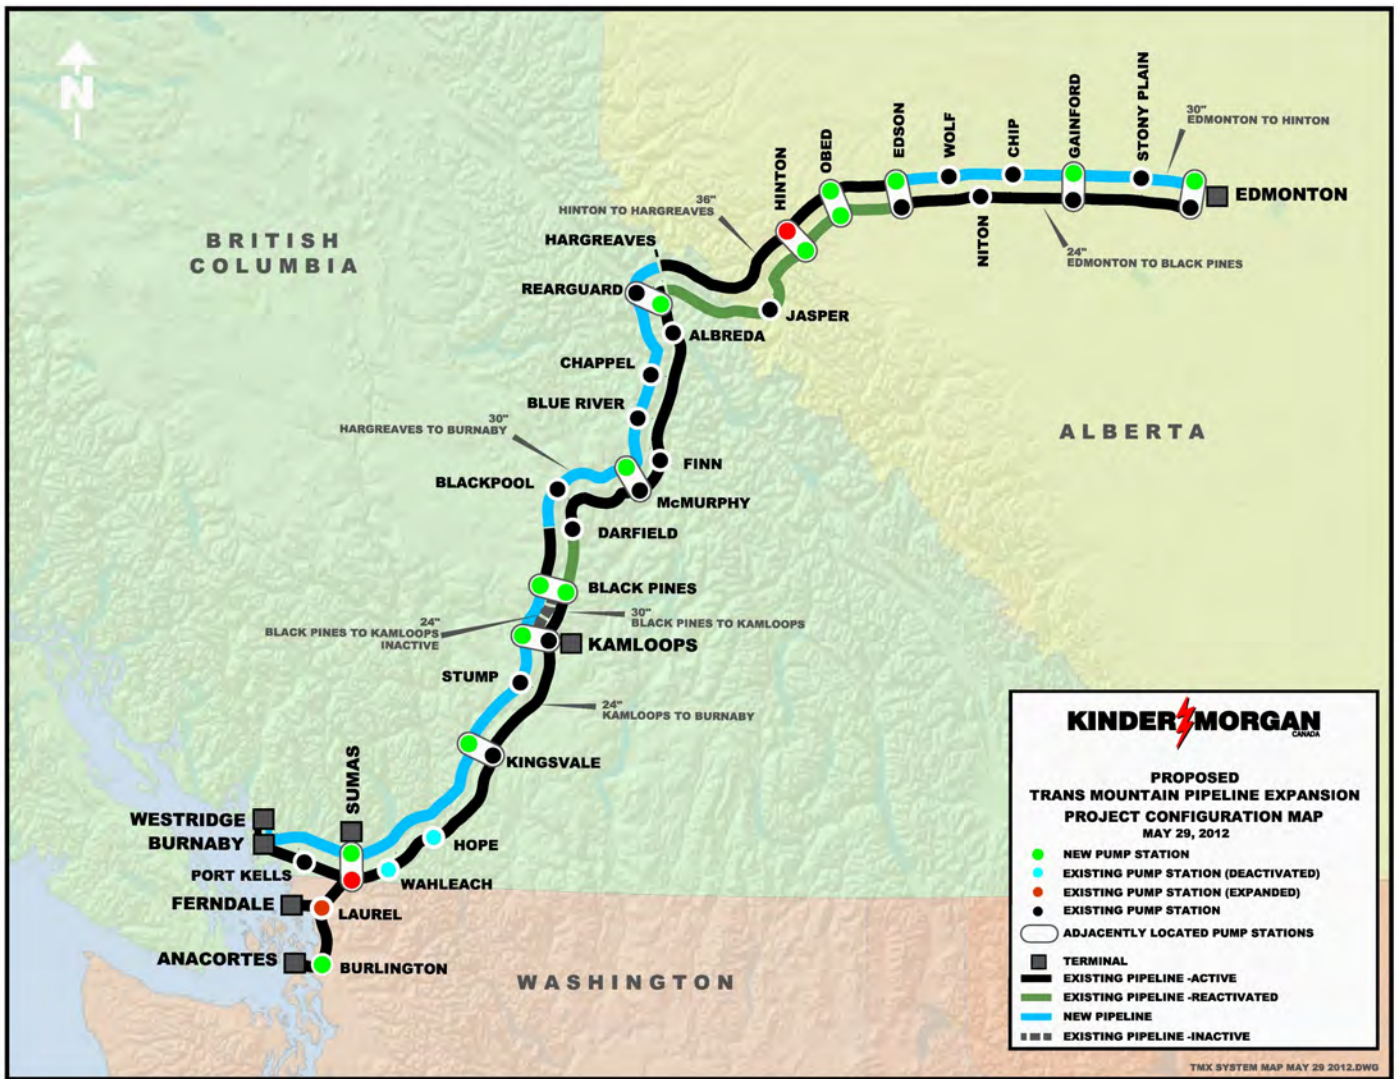 N
BRITISH
COLUMBIA
HINTON
OBED
EDSON
WOLF
CHIP
GAINFORD
STONY PLAIN
30"
EDMONTON TO HINTON
EDMONTON
NITON
24"
EDMONTON TO BLACK PINES
36"
HINTON TO HARGREAVES
HARGREAVES
REARGUARD
JASPER
ALBREDA
CHAPPEL
BLUE RIVER
30"
HARGREAVES TO BURNABY
ALBERTA
FINN
BLACKPOOL
McMURPHY
DARFIELD
BLACK PINES
24"
BLACK PINES TO KAMLOOPS
INACTIVE
30"
BLACK PINES TO KAMLOOPS
KAMLOOPS
STUMP
24"
KAMLOOPS TO BURNABY
KINGSVALE
SUMAS
WESTRIDGE
BURNABY
HOPE
PORT KELLS
WAHLEACH
FERNDALE
LAUREL
ANACORTES
BURLINGTON
WASHINGTON
KINDER MORGAN
CANADA
PROPOSED
TRANS MOUNTAIN PIPELINE EXPANSION
PROJECT CONFIGURATION MAP
MAY 29, 2012
NEW PUMP STATION
EXISTING PUMP STATION (DEACTIVATED)
EXISTING PUMP STATION (EXPANDED)
EXISTING PUMP STATION
ADJACENTLY LOCATED PUMP STATIONS
TERMINAL
EXISTING PIPELINE -ACTIVE
EXISTING PIPELINE -REACTIVATED
NEW PIPELINE
EXISTING PIPELINE -INACTIVE
TMX SYSTEM MAP MAY 29 2012.DWG